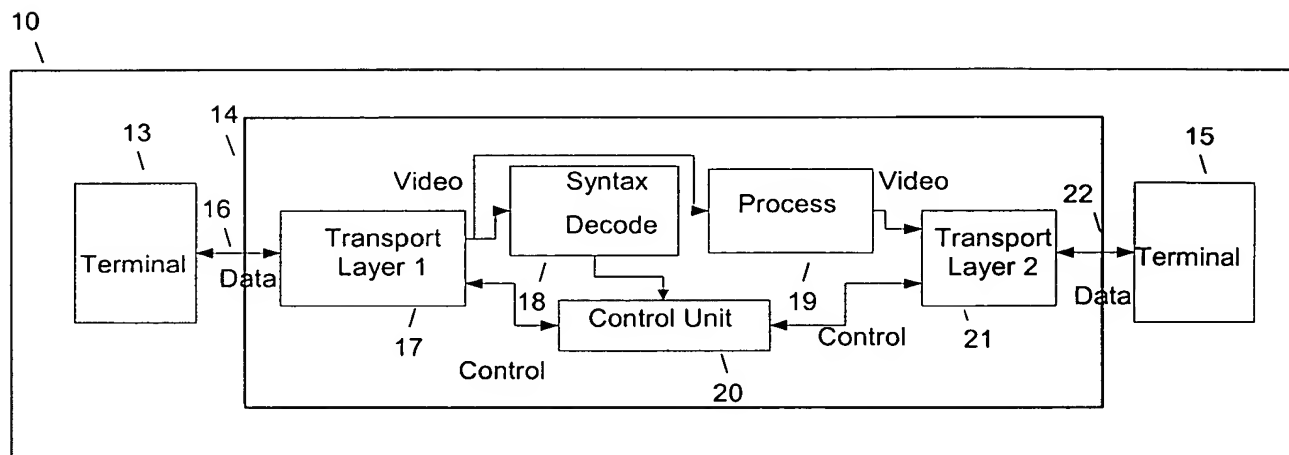 10
13
14
15
16
Video
Syntax
Decode
Process
Video
22
Terminal
Data
Transport
Layer 1
Transport
Layer 2
Data
Terminal
18
19
17
Control Unit
21
Control
20
Control